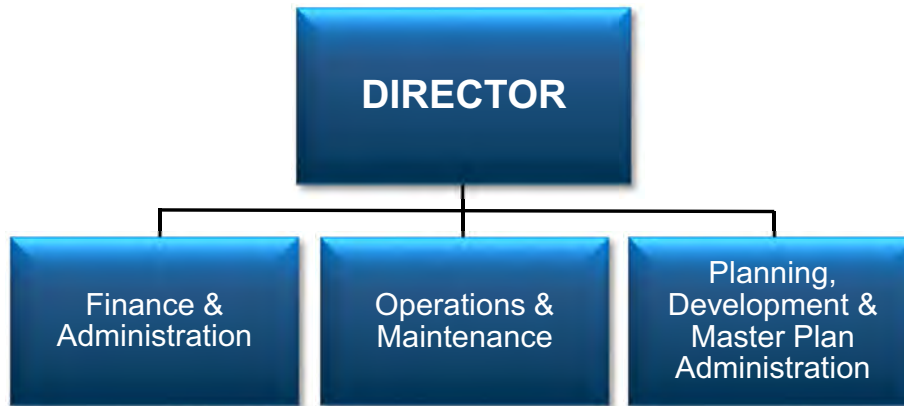 DIRECTOR
Finance &
Administration
Operations &
Maintenance
Planning,
Development &
Master Plan
Administration